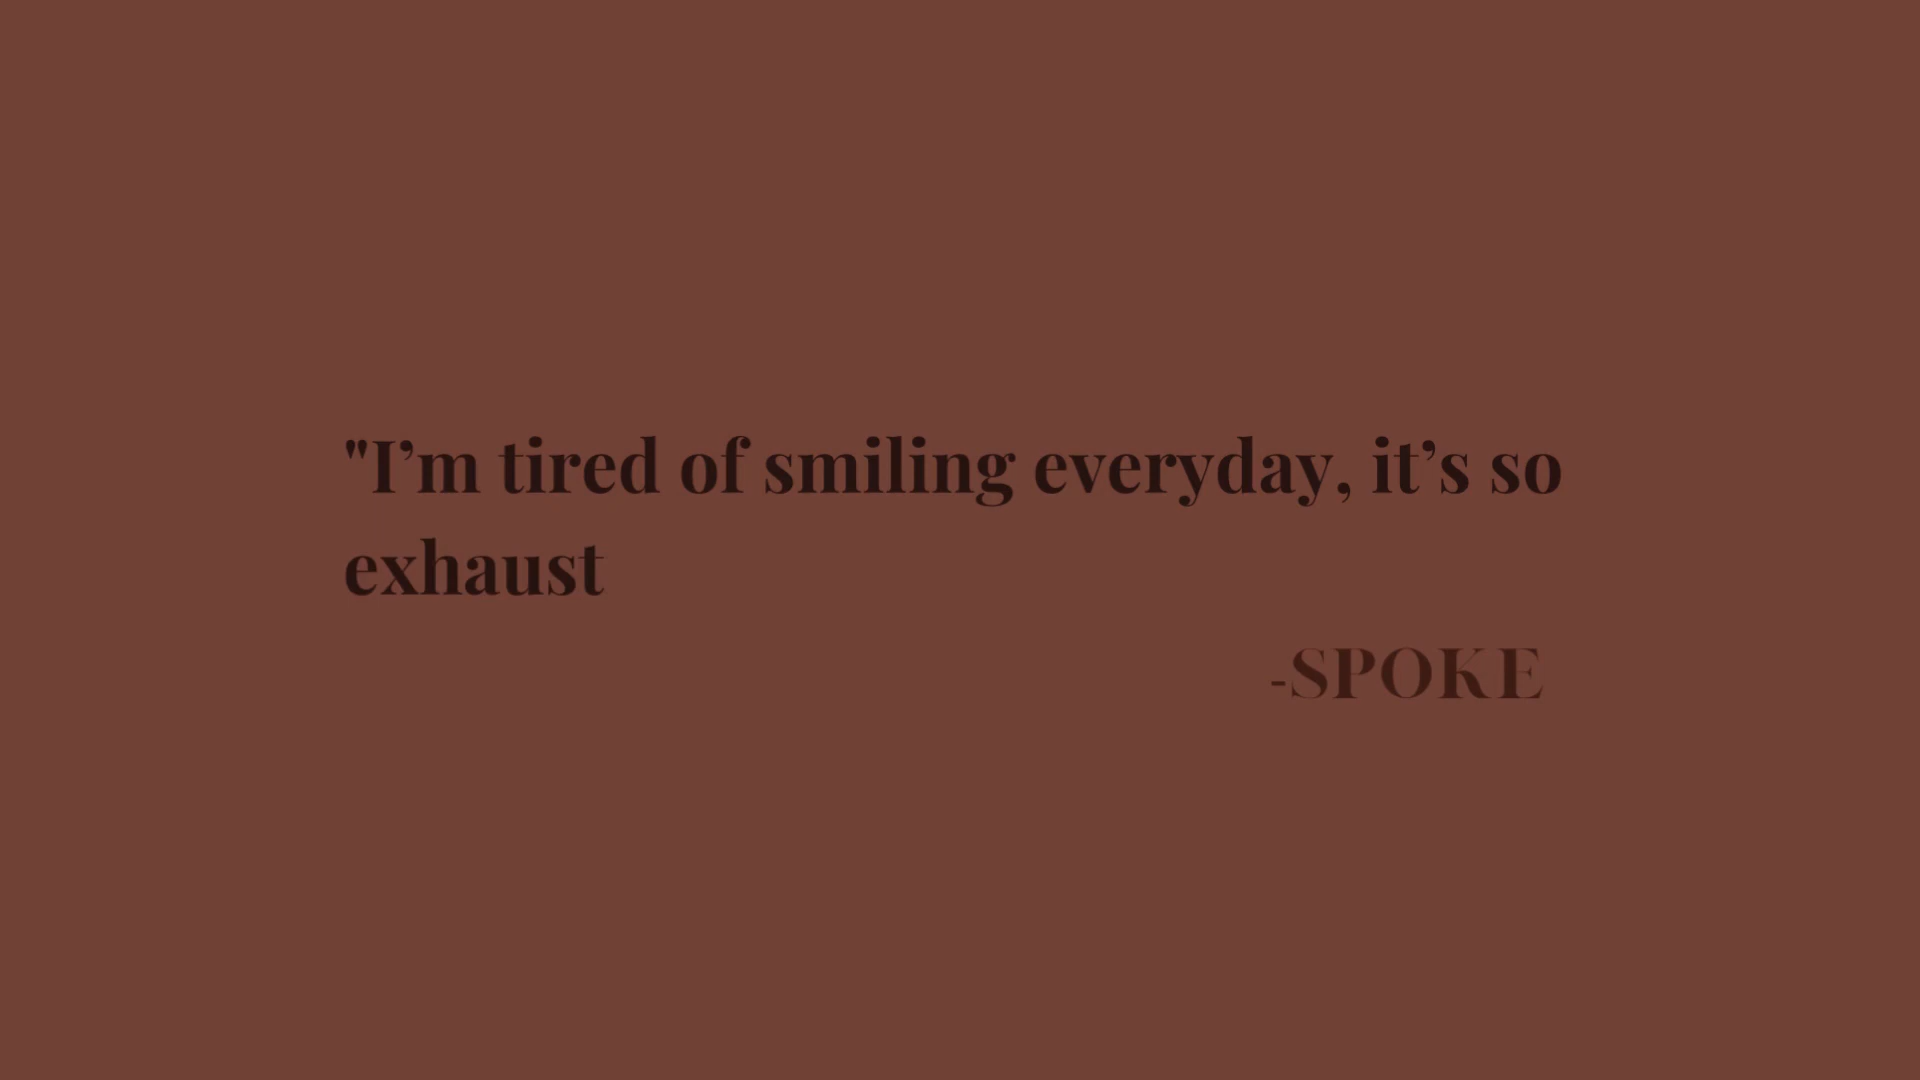 "I’m tired of smiling everyday, it’s so
exhaust
-SPOKE